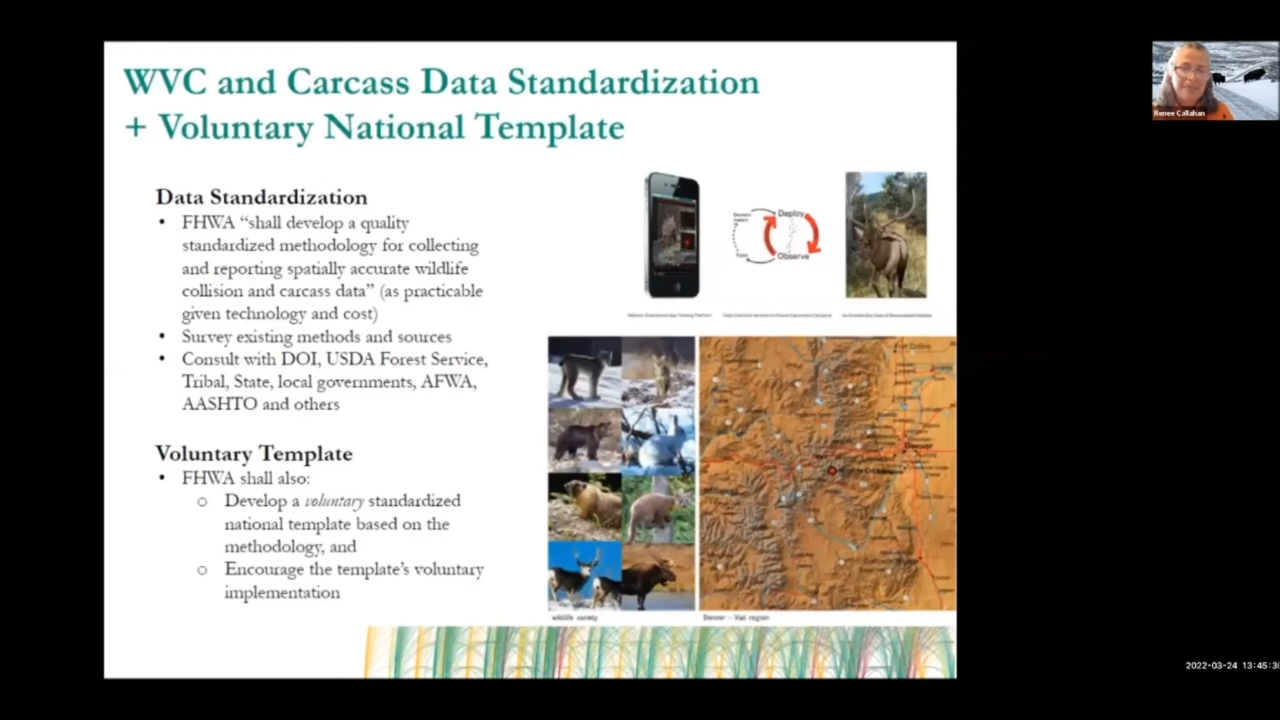 WVC and Carcass Data Standardization
+ Voluntary National Template
Data Standardization
• FHWA “shall develop a quality
standardized methodology for collecting
and reporting spatially accurate wildlife
collision and carcass data” (as practicable
given technology and cost)
• Survey existing methods and sources
• Consult with DOI, USDA Forest Service,
Tribal, State, local governments, AFWA,
AASHTO and others
Voluntary Template
• FHWA shall also:
o Develop a voluntary standardized
national template based on the
methodology, and
o Encourage the template’s voluntary
implementation
Deploy
Observe
Denver
wildlife variety
Denver - Vail region
Renee Callahan
2022-03-24 13:45:30